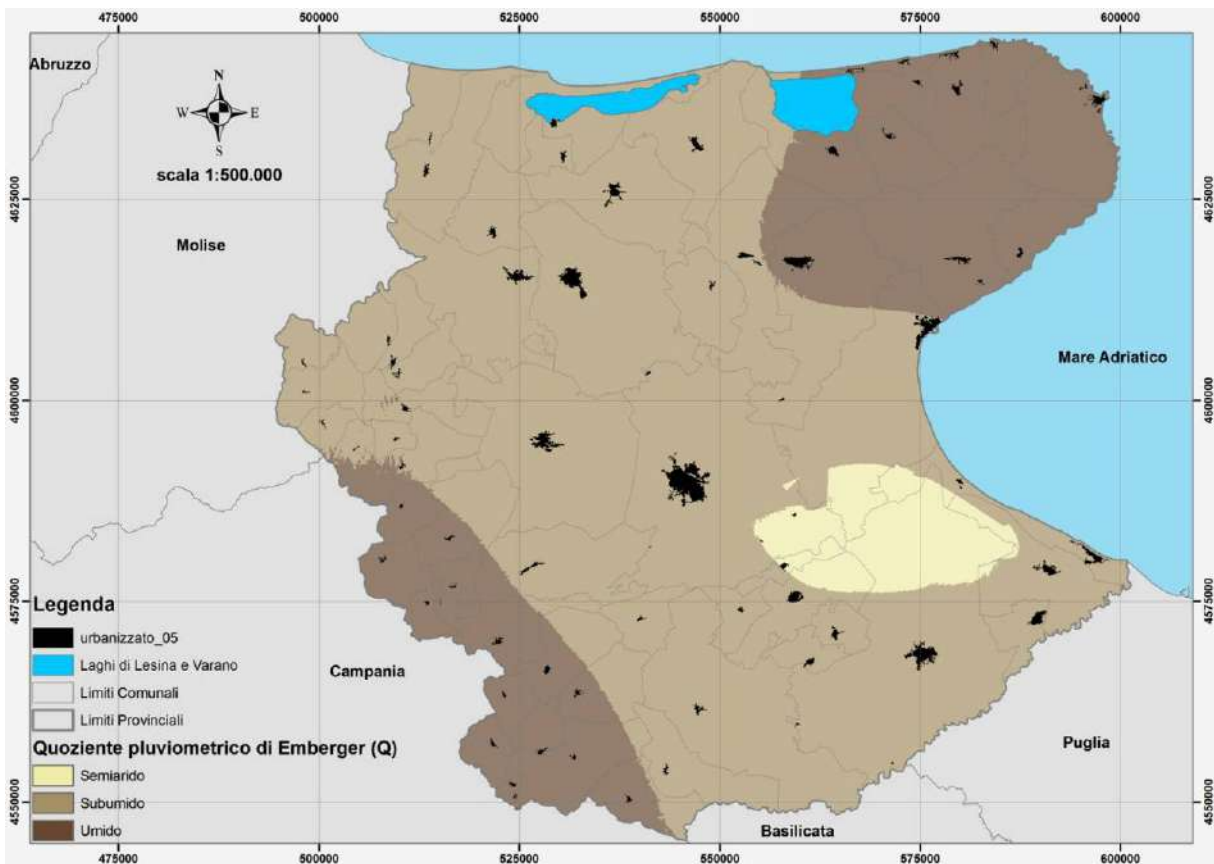 475000 500000 525000 550000 575000 600000
Abruzzo
N
W E
S
scala 1:500.000
4625000 4625000
Molise
Mare Adriatico
4600000 4600000
4575000 4575000
Legenda
urbanizzato_05
Laghi di Lesina e Varano
Campania
Limiti Comunali
Limiti Provinciali
Quoziente pluviometrico di Emberger (Q)
Puglia
Semiarido
Subumido
4550000 4550000
Umido
Basilicata
475000 500000 525000 550000 575000 600000